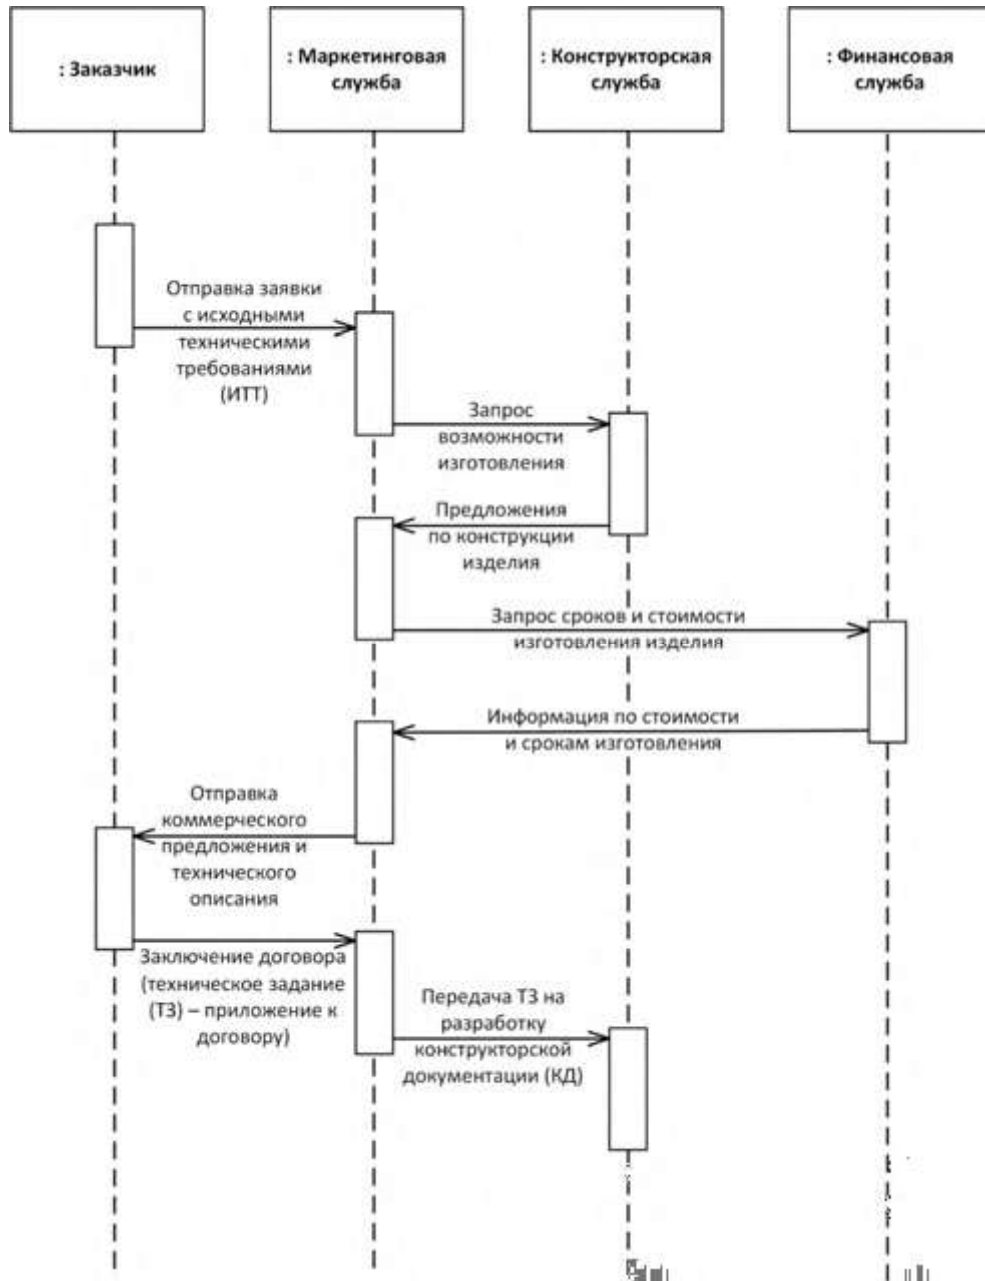 : Заказчик
: Маркетинговая
служба
: Конструкторская
служба
: Финансовая
служба
Отправка заявки
с исходными
техническими
требованиями
(ИТТ)
Запрос
возможности
изготовления
Предложения
по конструкции
изделия
Запрос сроков и стоимости
изготовления изделия
Информация по стоимости
и срокам изготовления
Отправка
коммерческого
предложения и
технического
описания
Заключение договора
(техническое задание
(ТЗ) – приложение к
договору)
Передача ТЗ на
разработку
конструкторской
документации (КД)